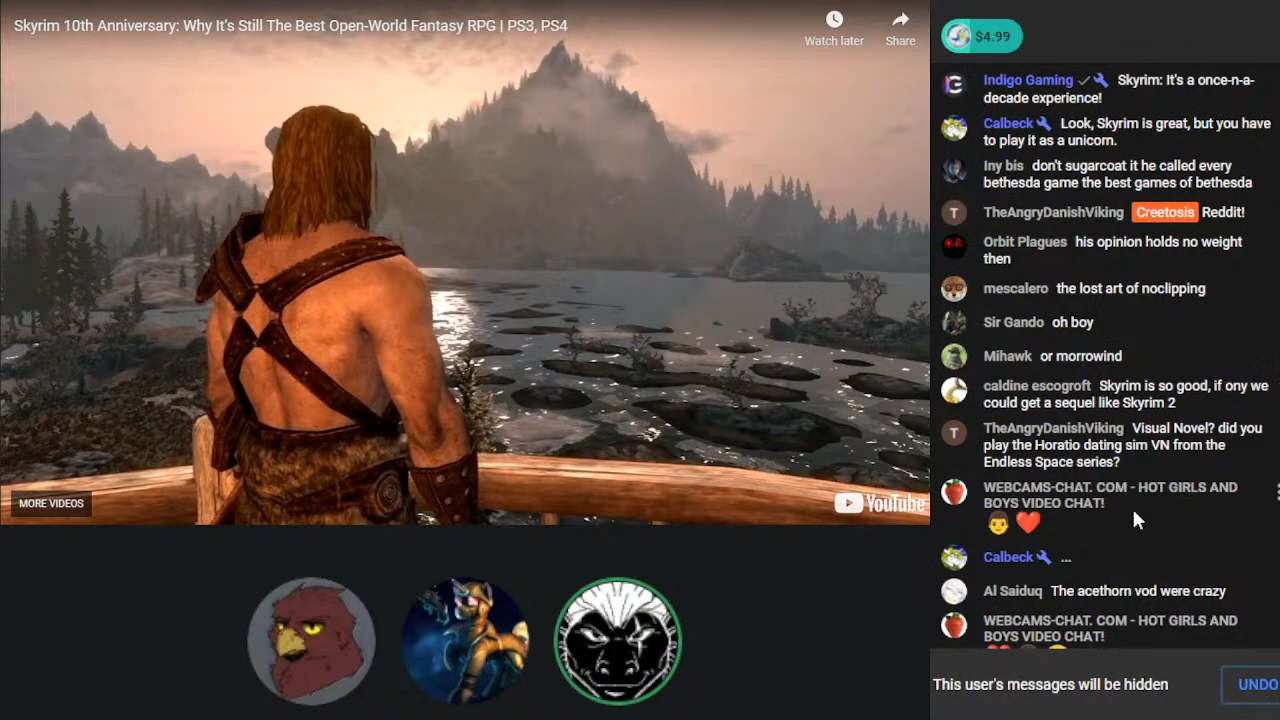 Skyrim 10th Anniversary: Why It's Still The Best Open-World Fantasy RPG | PS3, PS4
Watch later
Share
MORE VIDEOS
YouTube
$4.99
Indigo Gaming Skyrim: It's a once-n-a-
decade experience!
Calbeck Look, Skyrim is great, but you have
to play it as a unicorn.
Iny bis don't sugarcoat it he called every
bethesda game the best games of bethesda
T
TheAngryDanishViking Creetosis Reddit!
Orbit Plagues his opinion holds no weight
then
mescalero the lost art of noclipping
Sir Gando oh boy
Mihawk or morrowind
caldine escogroft Skyrim is so good, if ony we
could get a sequel like Skyrim 2
T
TheAngryDanishViking Visual Novel? did you
play the Horatio dating sim VN from the
Endless Space series?
WEBCAMS-CHAT. COM - HOT GIRLS AND
BOYS VIDEO CHAT!
👨❤️
Calbeck ...
Al Saiduq The acethorn vod were crazy
WEBCAMS-CHAT. COM - HOT GIRLS AND
BOYS VIDEO CHAT!
This user's messages will be hidden
UNDO